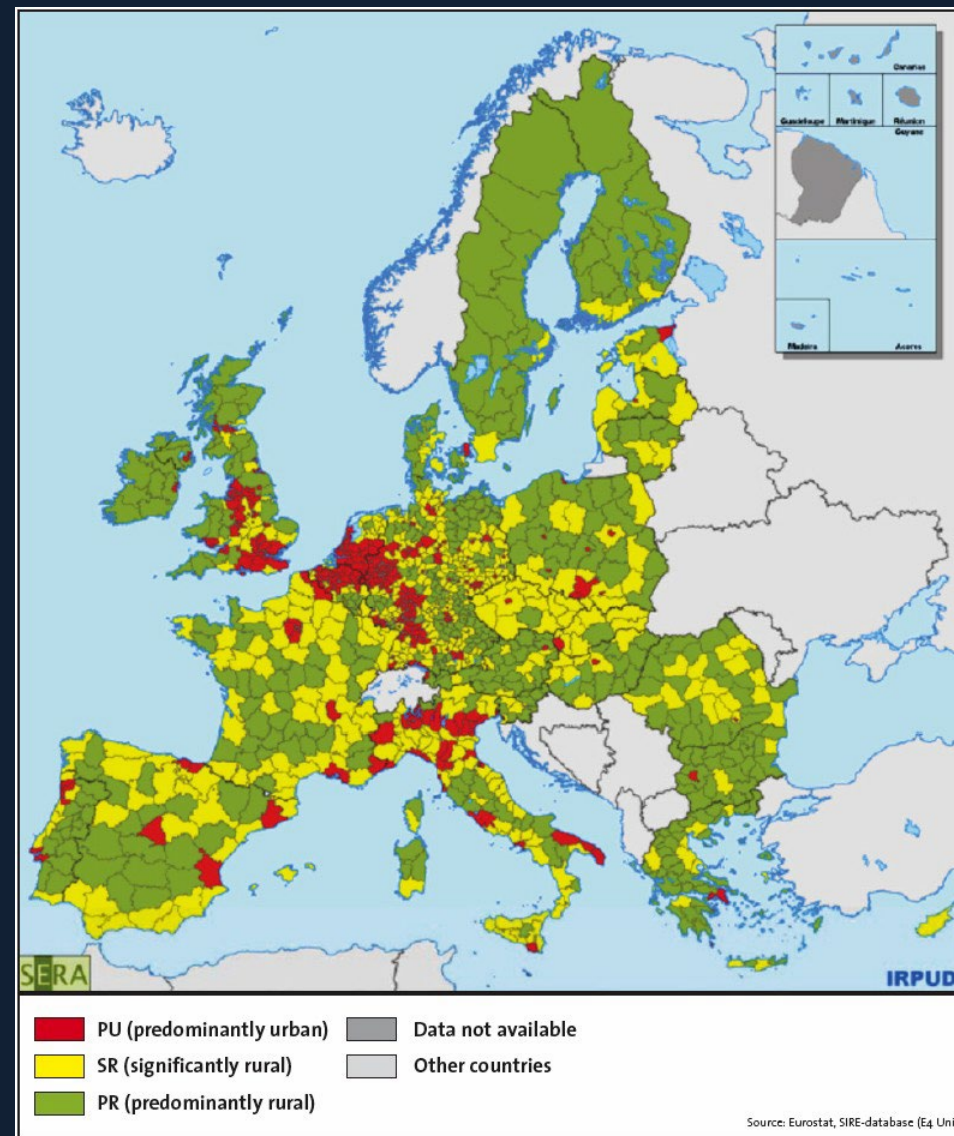 Canarias
Guadeloupe Martinique Réunion
Guyane
Madeira Acores
SERA
IRPUD
PU (predominantly urban) Data not available
SR (significantly rural) Other countries
PR (predominantly rural)
Source: Eurostat, SIRE-database (E4 Uni